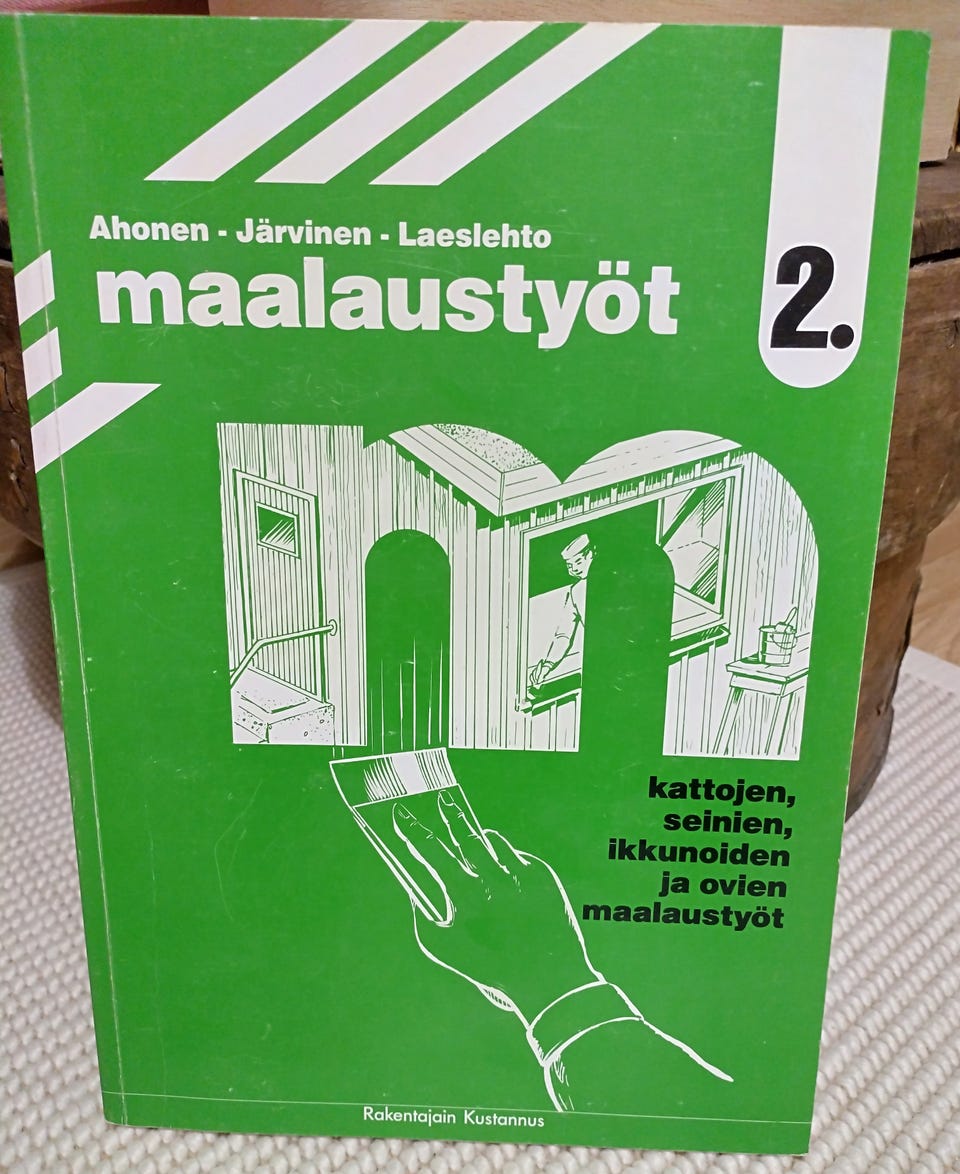 Ahonen - Järvinen - Laeslehto
maalaustyöt
2.
kattojen,
seinien,
ikkunoiden
ja ovien
maalaustyöt
Rakentajain Kustannus